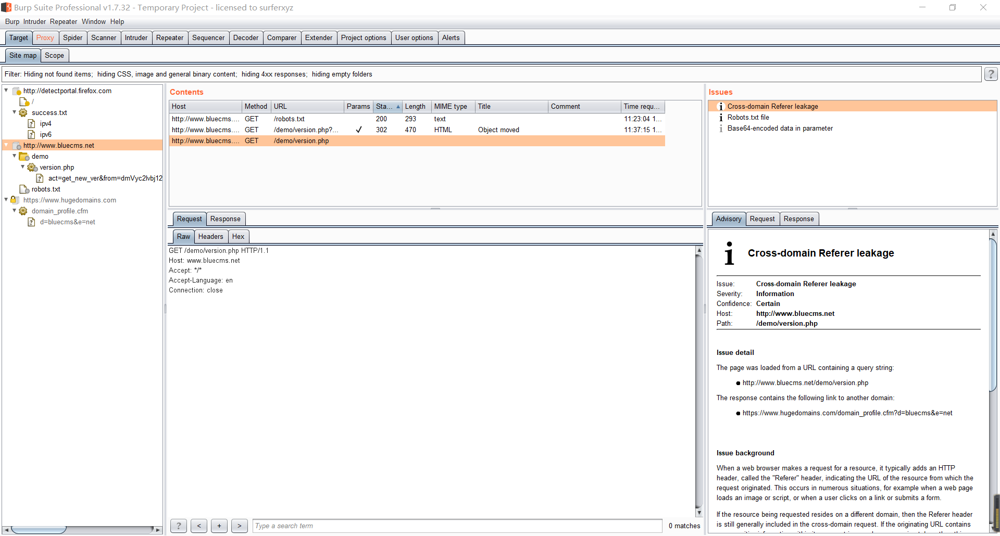 Burp Suite Professional v1.7.32 - Temporary Project - licensed to surferxyz
Burp Intruder Repeater Window Help
Target Proxy Spider Scanner Intruder Repeater Sequencer Decoder Comparer Extender Project options User options Alerts
Site map Scope
Filter: Hiding not found items; hiding CSS, image and general binary content; hiding 4xx responses; hiding empty folders
?
http://detectportal.firefox.com
/
success.txt
ipv4
ipv6
http://www.bluecms.net
demo
version.php
act=get_new_ver&from=dmVyc2lvbj12
robots.txt
https://www.hugedomains.com
domain_profile.cfm
d=bluecms&e=net
Contents
Host Method URL Params Sta... Length MIME type Title Comment Time requ...
http://www.bluecms.... GET /robots.txt 200 293 text 11:23:04 1...
http://www.bluecms.... GET /demo/version.php?... ✓ 302 470 HTML Object moved 11:37:15 1...
http://www.bluecms.... GET /demo/version.php
Request Response
Raw Headers Hex
GET /demo/version.php HTTP/1.1
Host: www.bluecms.net
Accept: */*
Accept-Language: en
Connection: close
? < + > Type a search term 0 matches
Issues
Cross-domain Referer leakage
Robots.txt file
Base64-encoded data in parameter
Advisory Request Response
Cross-domain Referer leakage
Issue: Cross-domain Referer leakage
Severity: Information
Confidence: Certain
Host: http://www.bluecms.net
Path: /demo/version.php
Issue detail
The page was loaded from a URL containing a query string:
http://www.bluecms.net/demo/version.php
The response contains the following link to another domain:
https://www.hugedomains.com/domain_profile.cfm?d=bluecms&e=net
Issue background
When a web browser makes a request for a resource, it typically adds an HTTP
header, called the "Referer" header, indicating the URL of the resource from which the
request originated. This occurs in numerous situations, for example when a web page
loads an image or script, or when a user clicks on a link or submits a form.
If the resource being requested resides on a different domain, then the Referer header
is still generally included in the cross-domain request. If the originating URL contains